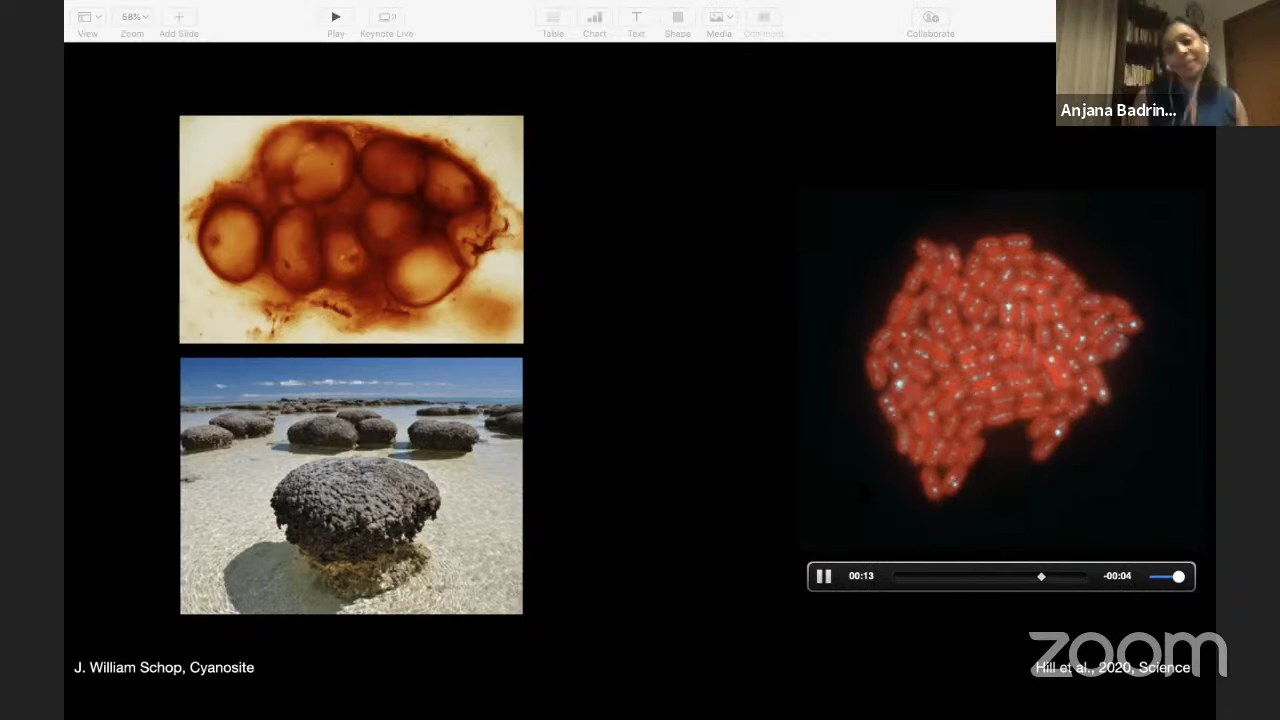 58%
View
Zoom
Add Slide
Play
Keynote Live
Table
Chart
Text
Shape
Media
Comment
Collaborate
Anjana Badrin...
00:13
-00:04
J. William Schop, Cyanosite
Hill et al., 2020, Science
zoom